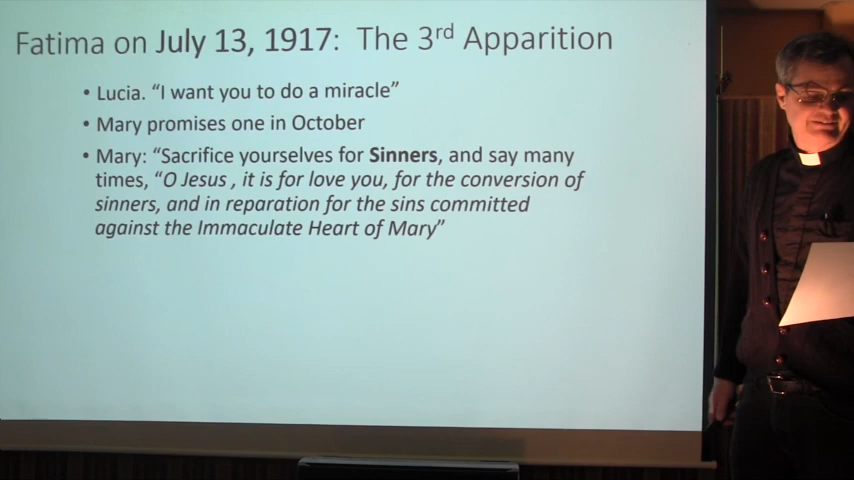 Fatima on July 13, 1917: The 3rd Apparition
• Lucia. “I want you to do a miracle”
• Mary promises one in October
• Mary: “Sacrifice yourselves for Sinners, and say many
times, “O Jesus , it is for love you, for the conversion of
sinners, and in reparation for the sins committed
against the Immaculate Heart of Mary”